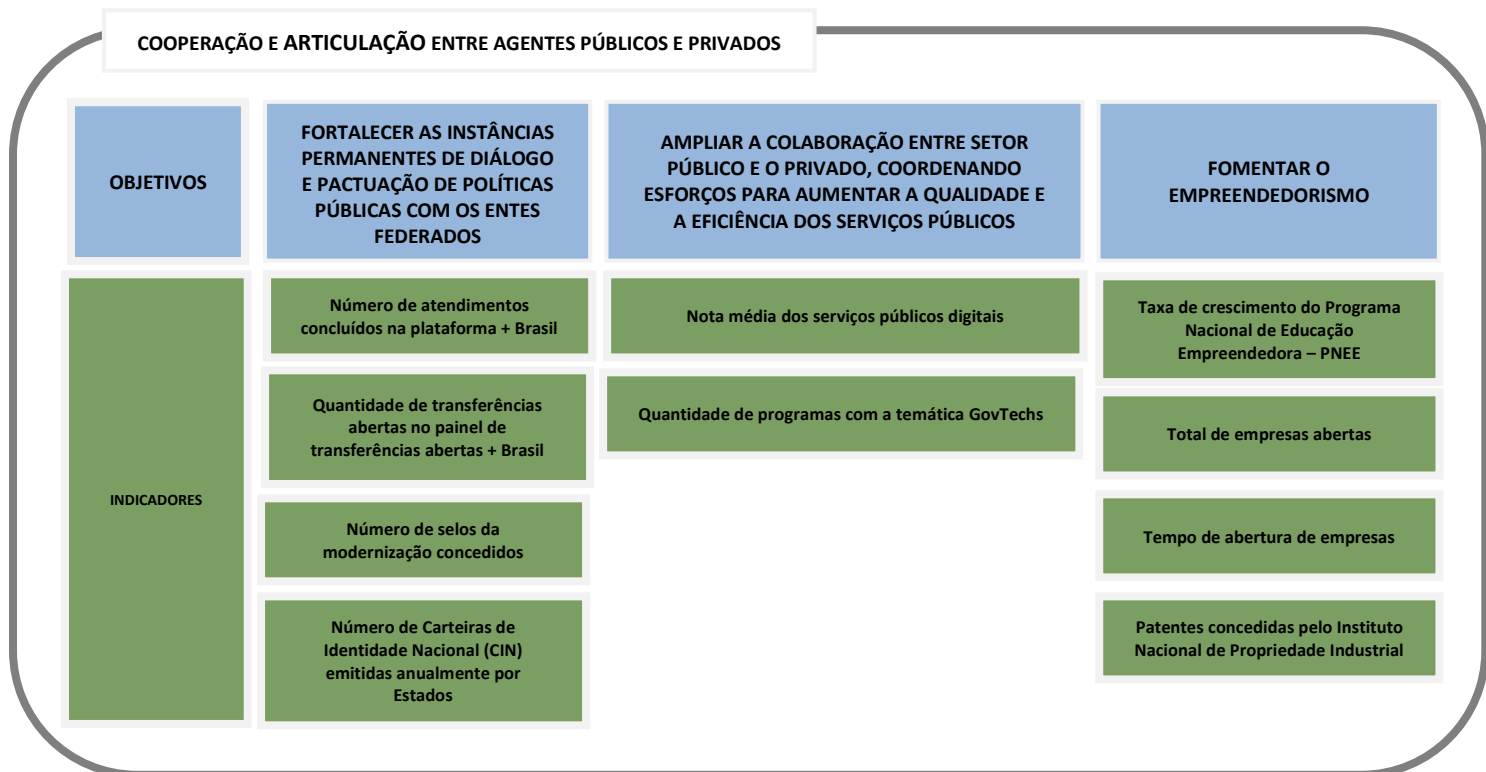 COOPERAÇÃO E ARTICULAÇÃO ENTRE AGENTES PÚBLICOS E PRIVADOS
OBJETIVOS
FORTALECER AS INSTÂNCIAS
PERMANENTES DE DIÁLOGO
E PACTUAÇÃO DE POLÍTICAS
PÚBLICAS COM OS ENTES
FEDERADOS
AMPLIAR A COLABORAÇÃO ENTRE SETOR
PÚBLICO E O PRIVADO, COORDENANDO
ESFORÇOS PARA AUMENTAR A QUALIDADE E
A EFICIÊNCIA DOS SERVIÇOS PÚBLICOS
FOMENTAR O
EMPREENDEDORISMO
INDICADORES
Número de atendimentos
concluídos na plataforma + Brasil
Quantidade de transferências
abertas no painel de
transferências abertas + Brasil
Número de selos da
modernização concedidos
Número de Carteiras de
Identidade Nacional (CIN)
emitidas anualmente por
Estados
Nota média dos serviços públicos digitais
Quantidade de programas com a temática GovTechs
Taxa de crescimento do Programa
Nacional de Educação
Empreendedora – PNEE
Total de empresas abertas
Tempo de abertura de empresas
Patentes concedidas pelo Instituto
Nacional de Propriedade Industrial